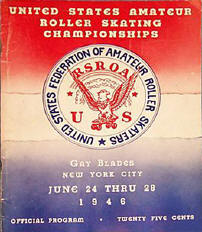 UNITED STATES AMATEUR
ROLLER SKATING
CHAMPIONSHIPS
UNITED STATES FEDERATION OF AMATEUR ROLLER SKATERS
RSROA
U S
GAY BLADES
NEW YORK CITY
JUNE 24 THRU 28
1946
OFFICIAL PROGRAM • TWENTY FIVE CENTS